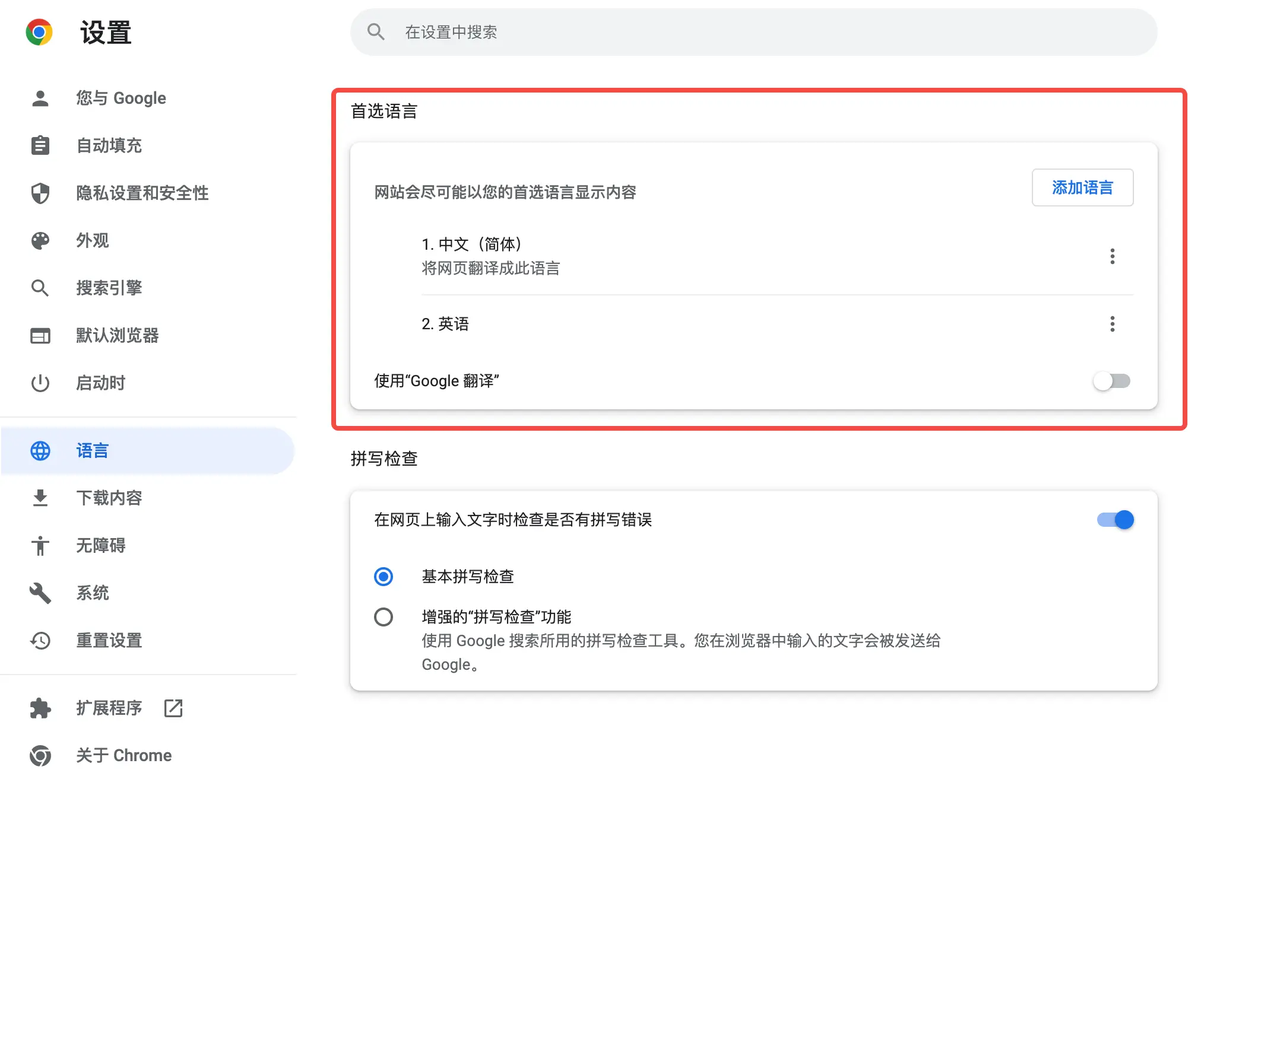 设置
在设置中搜索
您与 Google
自动填充
隐私设置和安全性
外观
搜索引擎
默认浏览器
启动时
语言
下载内容
无障碍
系统
重置设置
扩展程序
关于 Chrome
首选语言
网站会尽可能以您的首选语言显示内容
添加语言
1. 中文（简体）
将网页翻译成此语言
2. 英语
使用“Google 翻译”
拼写检查
在网页上输入文字时检查是否有拼写错误
基本拼写检查
增强的“拼写检查”功能
使用 Google 搜索所用的拼写检查工具。您在浏览器中输入的文字会被发送给
Google。